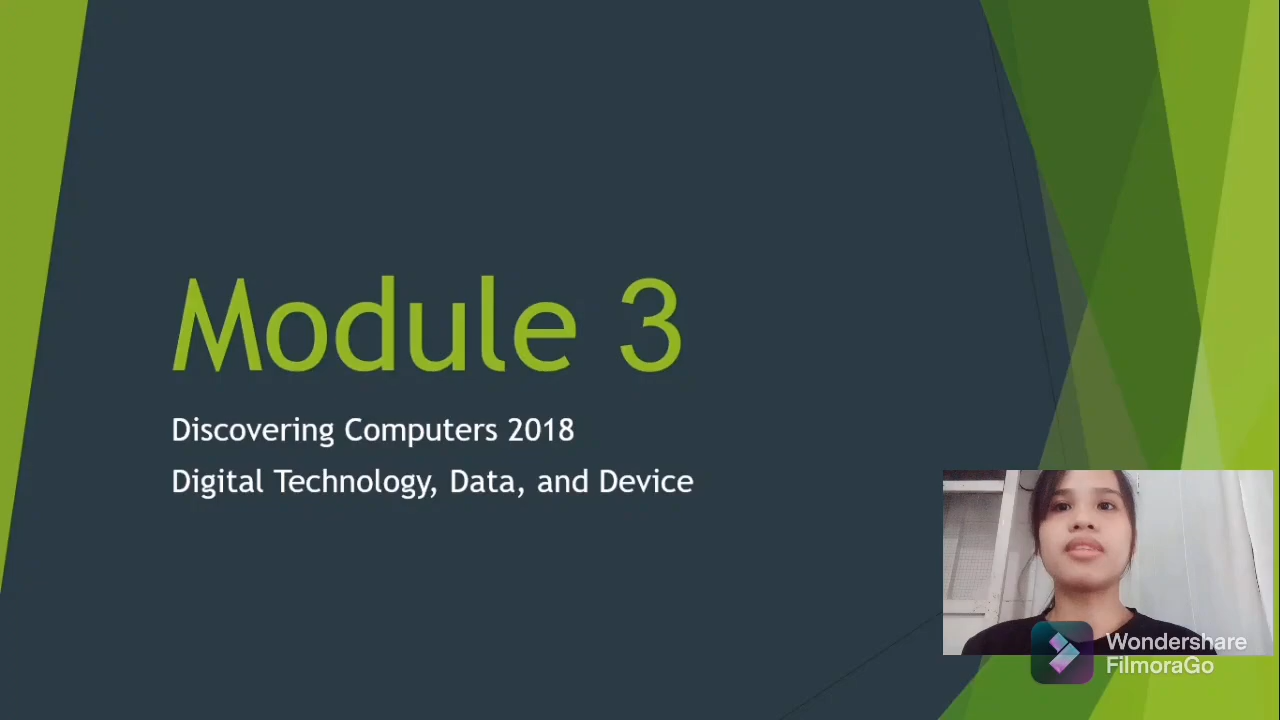 Module 3
Discovering Computers 2018
Digital Technology, Data, and Device
Wondershare
FilmoraGo